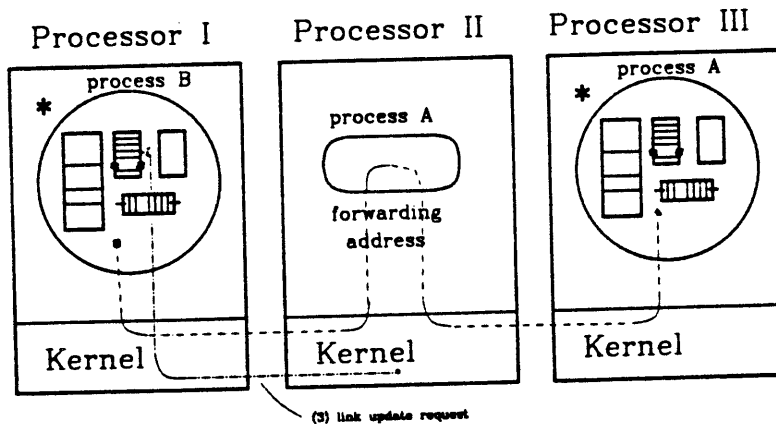 Processor I
Processor II
Processor III
process B
process A
process A
*
*
forwarding
address
Kernel
Kernel
Kernel
(3) link update request